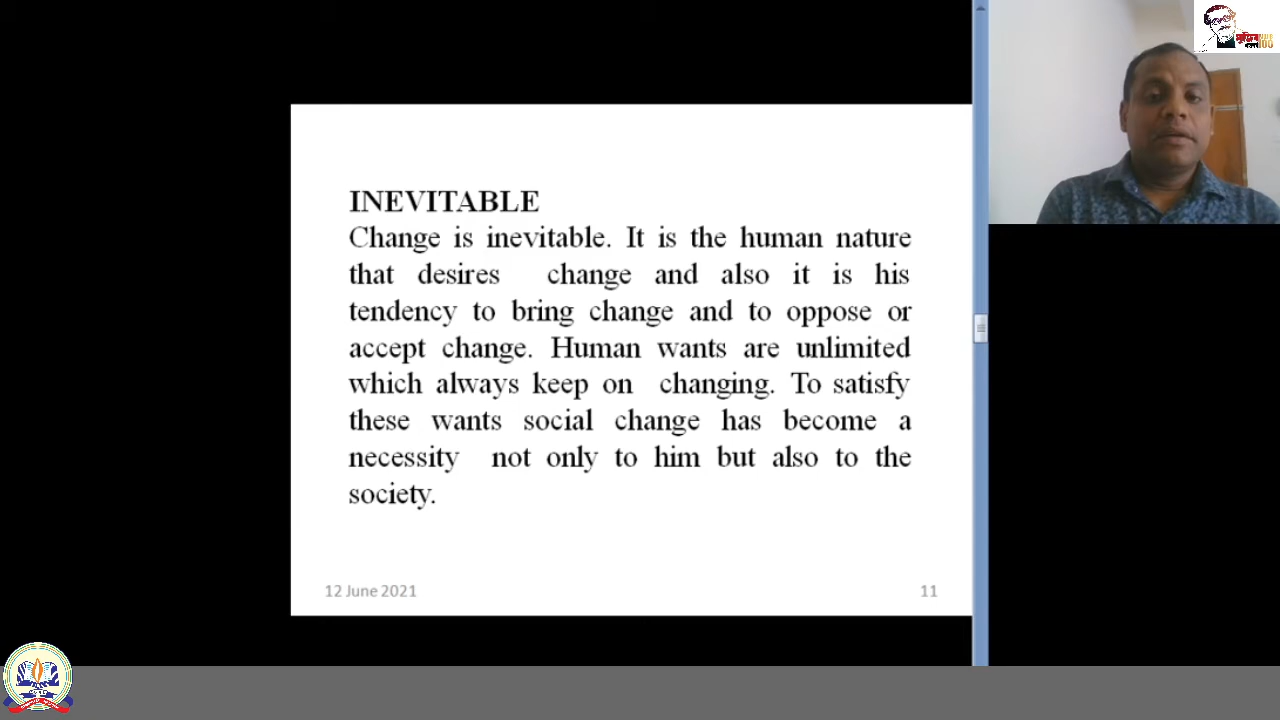 INEVITABLE
Change is inevitable. It is the human nature
that desires change and also it is his
tendency to bring change and to oppose or
accept change. Human wants are unlimited
which always keep on changing. To satisfy
these wants social change has become a
necessity not only to him but also to the
society.
12 June 2021
11
মুজিব
100